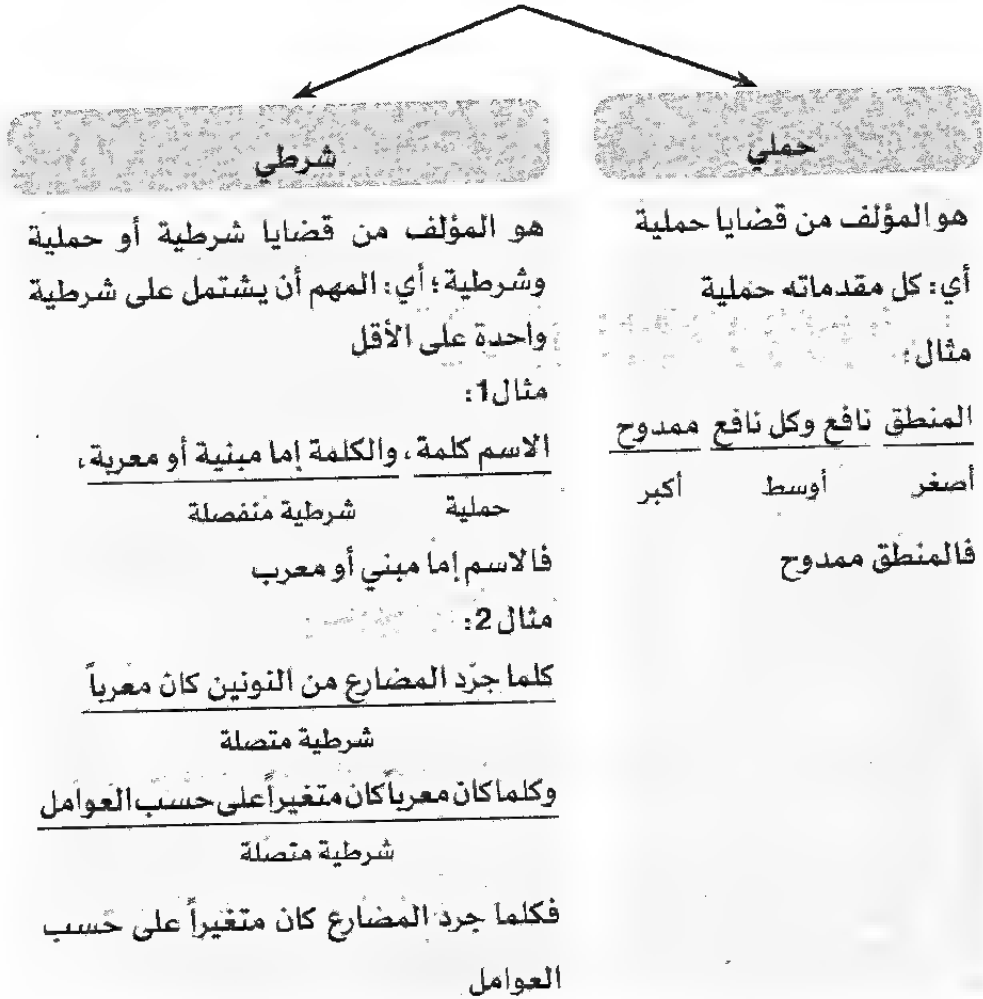 حملي
هو المؤلف من قضايا حملية
أي: كل مقدماته حملية
مثال:
المنطق نافع وكل نافع ممدوح
أصغر أوسط أكبر
فالمنطق ممدوح
شرطي
هو المؤلف من قضايا شرطية أو حملية
وشرطية؛ أي: المهم أن يشتمل على شرطية
واحدة على الأقل
مثال1:
الاسم كلمة، والكلمة إما مبنية أو معربة،
حملية شرطية منفصلة
فالاسم إما مبني أو معرب
مثال2:
كلما جرّد المضارع من النونين كان معرباً
شرطية متصلة
وكلما كان معرباً كان متغيراً على حسب العوامل
شرطية متصلة
فكلما جرد المضارع كان متغيراً على حسب
العوامل